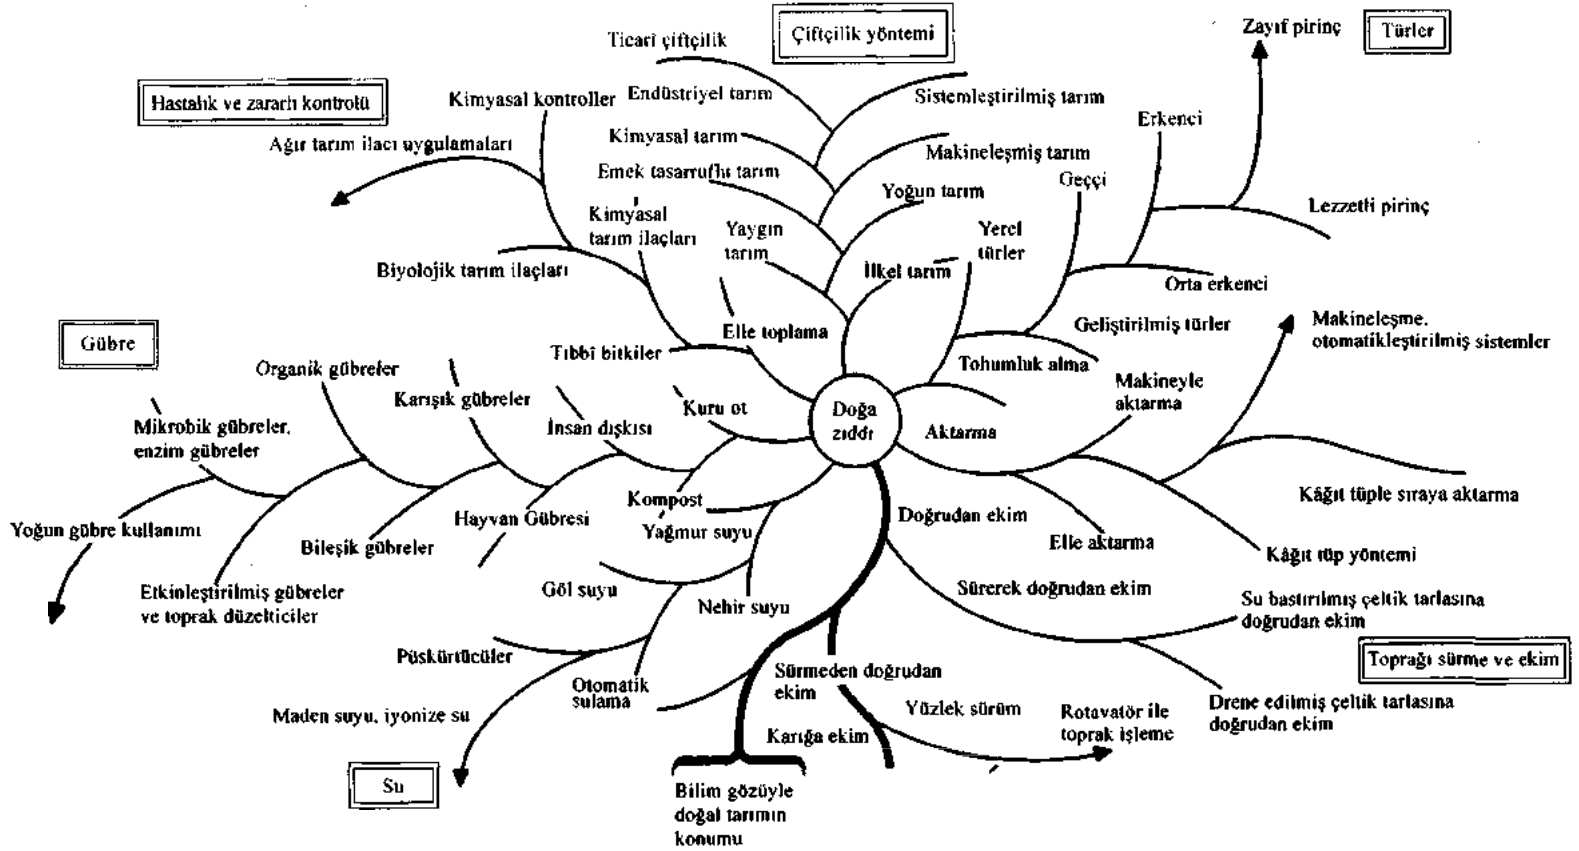 Çiftçilik yöntemi
Ticarî çiftçilik
Endüstriyel tarım
Sistemleştirilmiş tarım
Kimyasal tarım
Makineleşmiş tarım
Emek tasarruflu tarım
Yoğun tarım
Yaygın
tarım
İlkel tarım
Türler
Zayıf pirinç
Erkenci
Geççi
Lezzetli pirinç
Yerel
türler
Orta erkenci
Geliştirilmiş türler
Tohumluk alma
Hastalık ve zararlı kontrolü
Kimyasal kontroller
Ağır tarım ilacı uygulamaları
Kimyasal
tarım ilaçları
Biyolojik tarım ilaçları
Elle toplama
Tıbbî bitkiler
Gübre
Organik gübreler
Karışık gübreler
Kuru ot
İnsan dışkısı
Mikrobik gübreler,
enzim gübreler
Kompost
Hayvan Gübresi
Yoğun gübre kullanımı
Bileşik gübreler
Etkinleştirilmiş gübreler
ve toprak düzelticiler
Doğa
zıddı
Makineleşme,
otomatikleştirilmiş sistemler
Makineyle
aktarma
Aktarma
Kâğıt tüple sıraya aktarma
Doğrudan ekim
Elle aktarma
Kâğıt tüp yöntemi
Sürerek doğrudan ekim
Su bastırılmış çeltik tarlasına
doğrudan ekim
Toprağı sürme ve ekim
Drene edilmiş çeltik tarlasına
doğrudan ekim
Sürmeden doğrudan
ekim
Yüzlek sürüm
Rotavatör ile
toprak işleme
Karığa ekim
Yağmur suyu
Göl suyu
Nehir suyu
Püskürtücüler
Otomatik
sulama
Maden suyu, iyonize su
Su
Bilim gözüyle
doğal tarımın
konumu